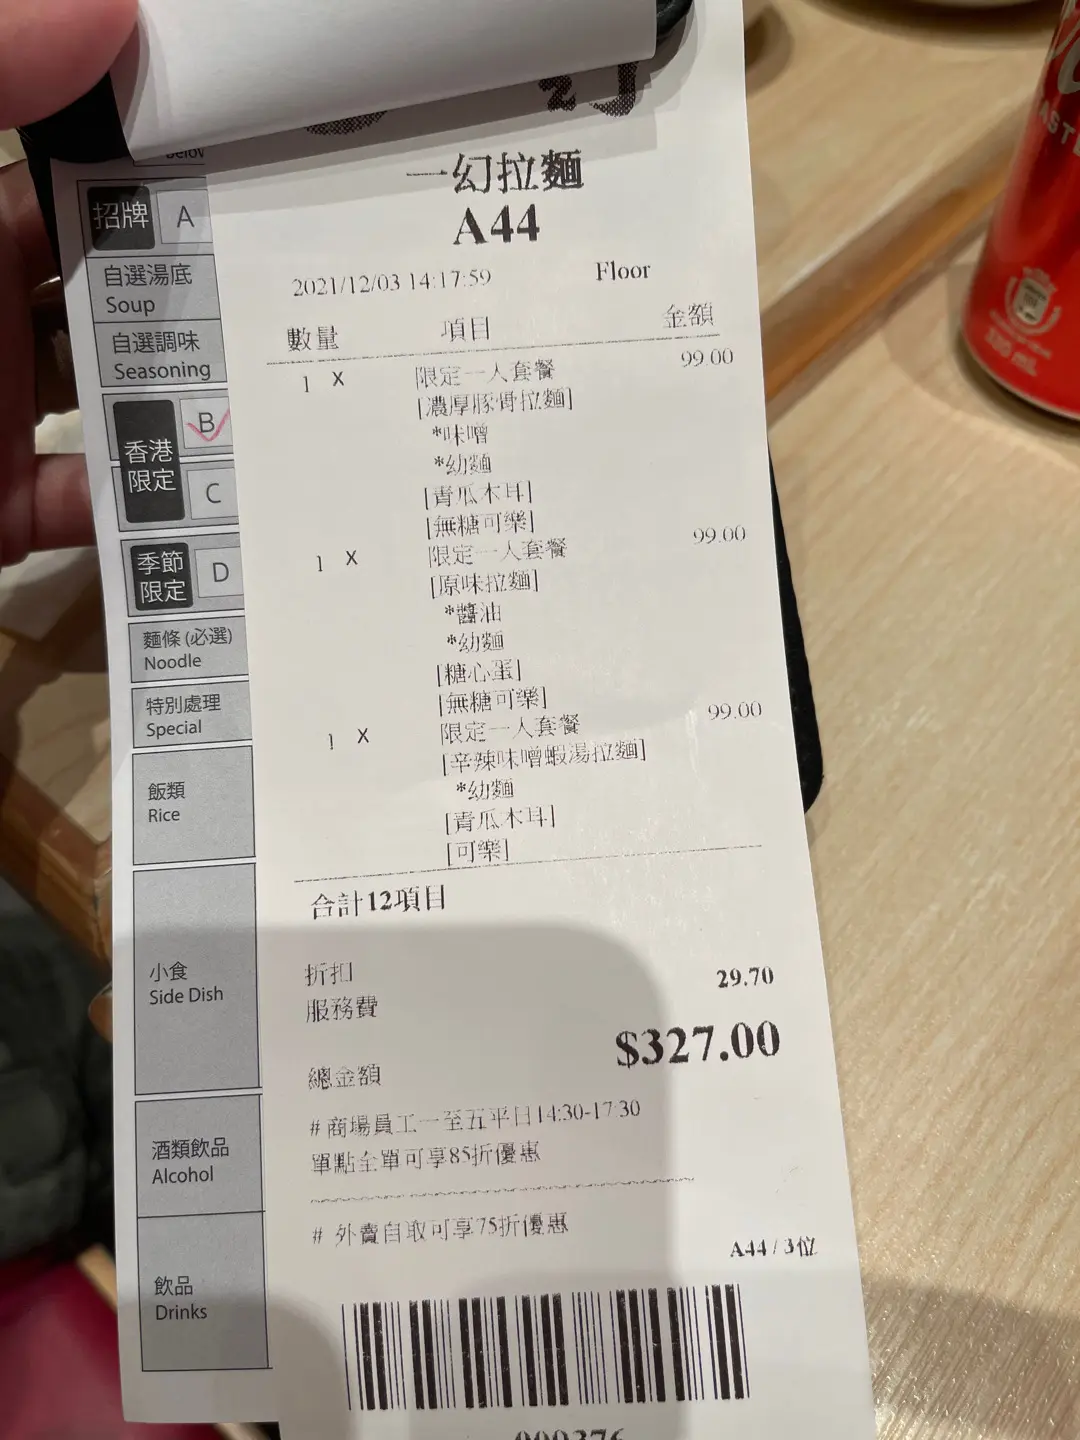 招牌 A
自選湯底
Soup
自選調味
Seasoning
香港
限定
B
C
季節
限定
D
麵條 (必選)
Noodle
特別處理
Special
飯類
Rice
小食
Side Dish
酒類飲品
Alcohol
飲品
Drinks
一幻拉麵
A44
2021/12/03 14:17:59 Floor
數量 項目 金額
1 X 限定一人套餐 99.00
[濃厚豚骨拉麵]
*味噌
*幼麵
[青瓜木耳]
[無糖可樂]
1 X 限定一人套餐 99.00
[原味拉麵]
*醬油
*幼麵
[糖心蛋]
[無糖可樂]
1 X 限定一人套餐 99.00
[辛辣味噌蝦湯拉麵]
*幼麵
[青瓜木耳]
[可樂]
合計12項目
折扣
服務費 29.70
總金額 $327.00
# 商場員工一至五平日14:30-17:30
單點全單可享85折優惠
# 外賣自取可享75折優惠
A44 / 3位
330 ml